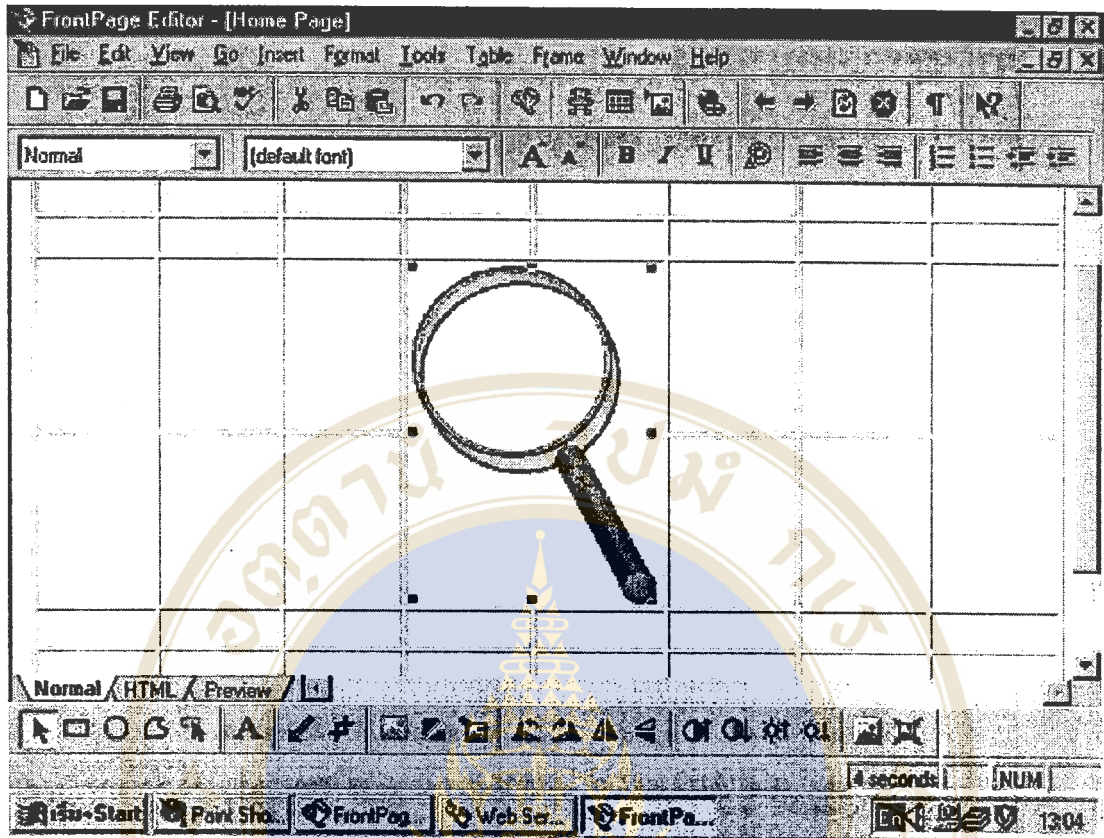 FrontPage Editor - [Home Page]
File Edit View Go Insert Format Tools Table Frame Window Help
Normal (default font) A A B I U
Normal HTML Preview
A
4 seconds NUM
เริ่ม-Start Paint Sho... FrontPag... Web Ser... FrontPa... 13:04